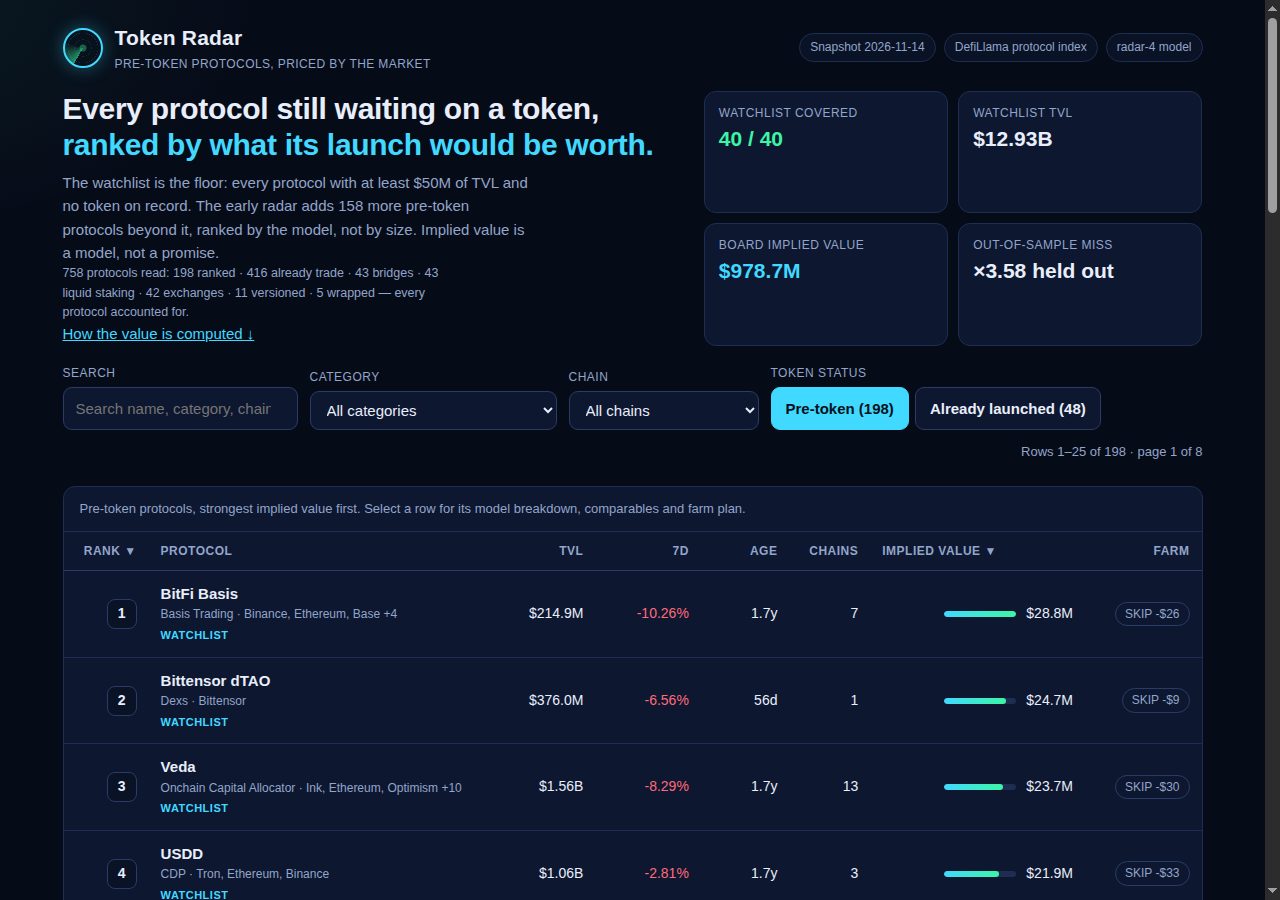 Token Radar
PRE-TOKEN PROTOCOLS, PRICED BY THE MARKET
Snapshot 2026-11-14
DefiLlama protocol index
radar-4 model
Every protocol still waiting on a token,
ranked by what its launch would be worth.
The watchlist is the floor: every protocol with at least $50M of TVL and
no token on record. The early radar adds 158 more pre-token
protocols beyond it, ranked by the model, not by size. Implied value is
a model, not a promise.
758 protocols read: 198 ranked · 416 already trade · 43 bridges · 43
liquid staking · 42 exchanges · 11 versioned · 5 wrapped — every
protocol accounted for.
How the value is computed ↓
WATCHLIST COVERED
40 / 40
WATCHLIST TVL
$12.93B
BOARD IMPLIED VALUE
$978.7M
OUT-OF-SAMPLE MISS
×3.58 held out
SEARCH
Search name, category, chair
CATEGORY
All categories
CHAIN
All chains
TOKEN STATUS
Pre-token (198)
Already launched (48)
Rows 1–25 of 198 · page 1 of 8
Pre-token protocols, strongest implied value first. Select a row for its model breakdown, comparables and farm plan.
RANK ▼ PROTOCOL TVL 7D AGE CHAINS IMPLIED VALUE ▼ FARM
1 BitFi Basis $214.9M -10.26% 1.7y 7 $28.8M SKIP -$26
Basis Trading · Binance, Ethereum, Base +4
WATCHLIST
2 Bittensor dTAO $376.0M -6.56% 56d 1 $24.7M SKIP -$9
Dexs · Bittensor
WATCHLIST
3 Veda $1.56B -8.29% 1.7y 13 $23.7M SKIP -$30
Onchain Capital Allocator · Ink, Ethereum, Optimism +10
WATCHLIST
4 USDD $1.06B -2.81% 1.7y 3 $21.9M SKIP -$33
CDP · Tron, Ethereum, Binance
WATCHLIST